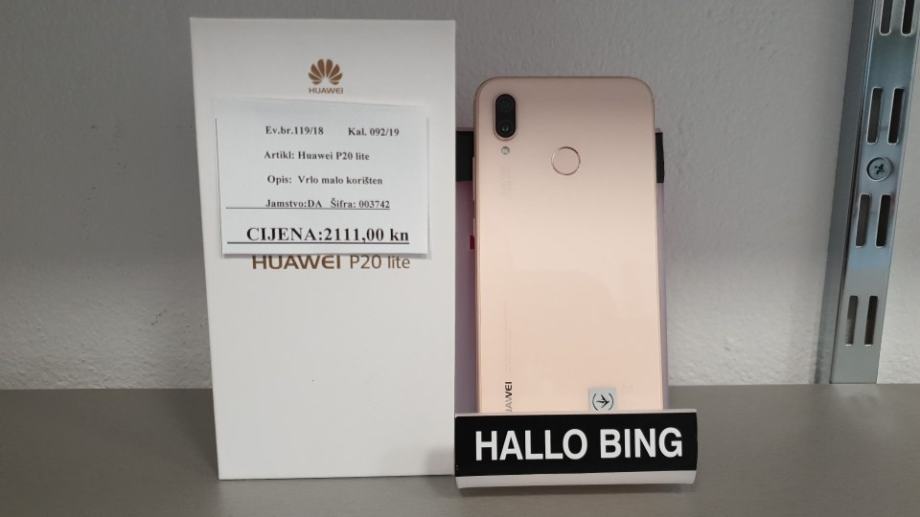 HUAWEI
Ev.br.119/18 Kal. 092/19
Artikl: Huawei P20 lite
Opis: Vrlo malo korišten
Jamstvo:DA Šifra: 003742
CIJENA:2111,00 kn
HUAWEI P20 lite
HALLO BING